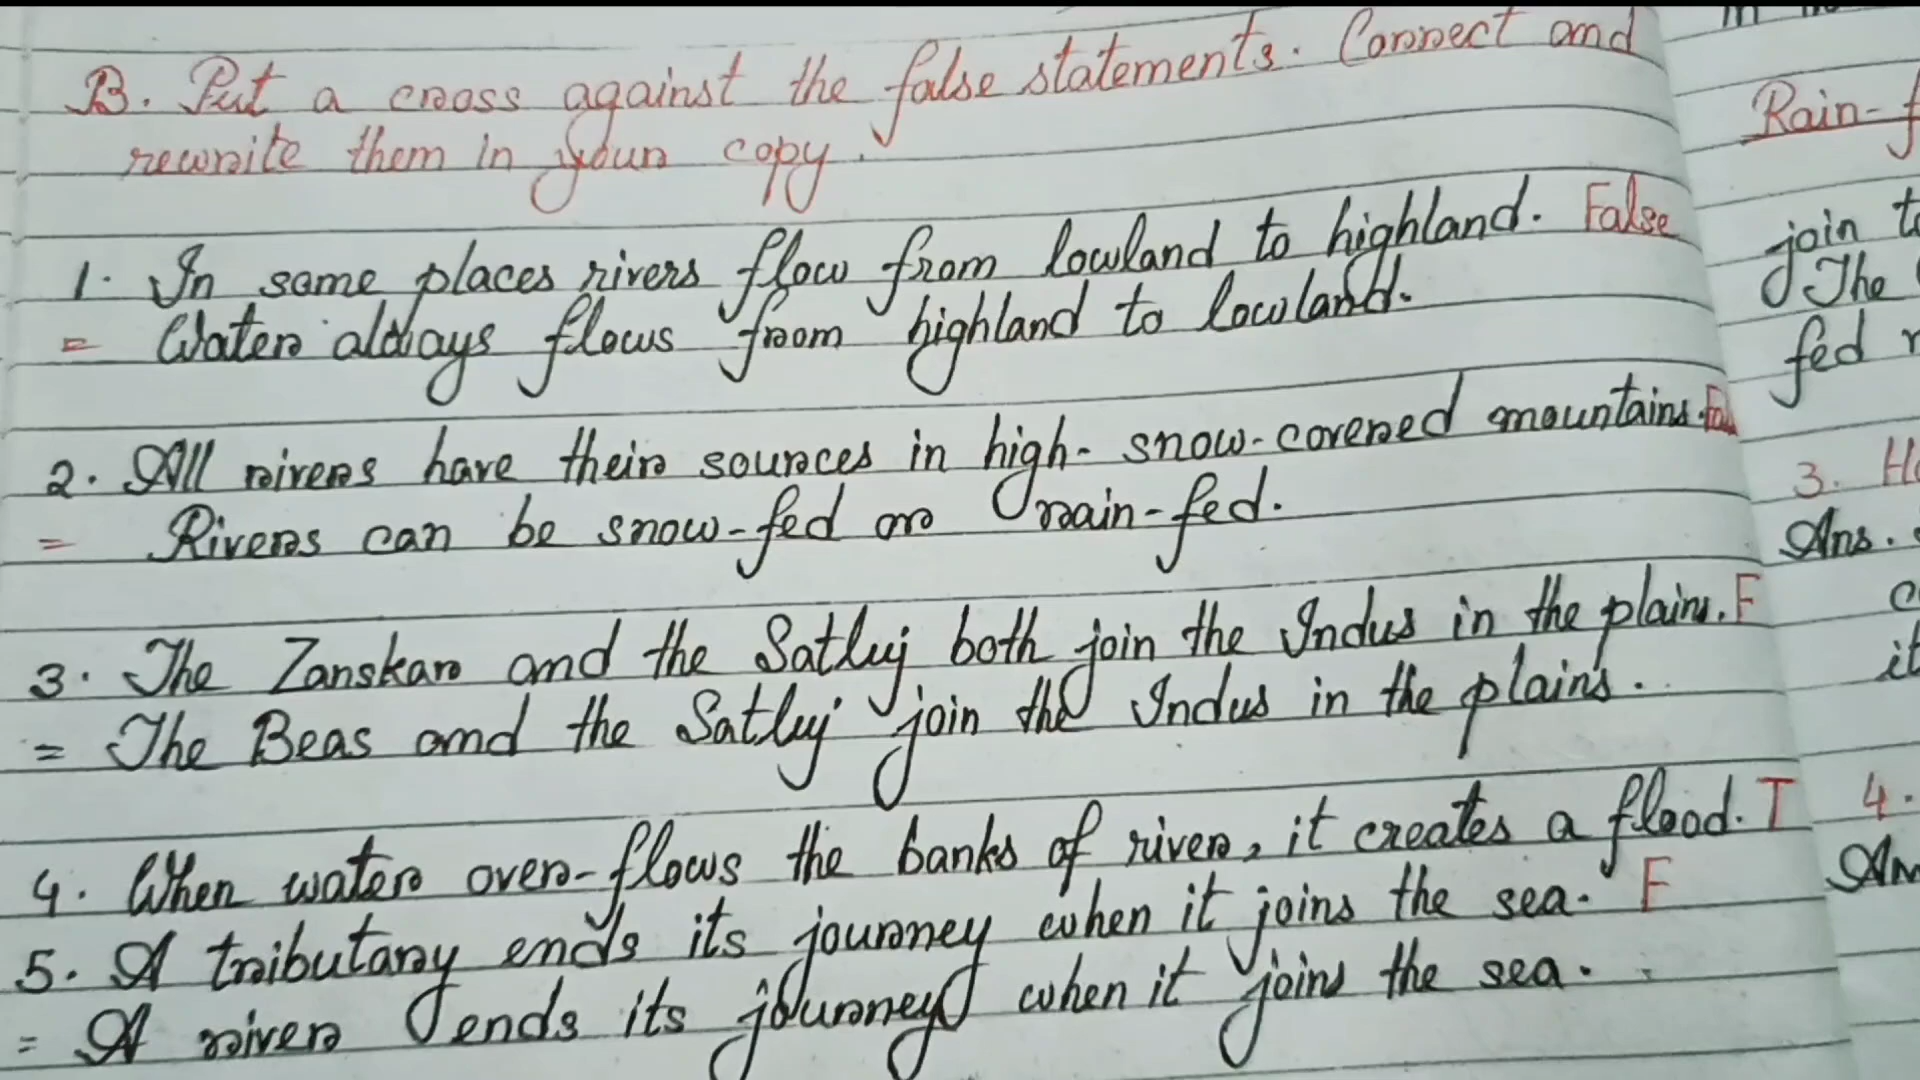 B. Put a cross against the false statements. Connect and
rewrite them in your copy.
1. In some places rivers flow from lowland to highland. False
= Water always flows from highland to lowland.
2. All rivers have their sources in high- snow-covered mountains.
= Rivers can be snow-fed or rain-fed.
3. The Zanskar and the Satluj both join the Indus in the plains. F
= The Beas and the Satluj join the Indus in the plains.
4. When water over-flows the banks of river, it creates a flood. T
5. A tributary ends its journey when it joins the sea. F
= A river ends its journey when it joins the sea.
Rain-f
join to
The
fed
3. Ho
Ans.
it
4.